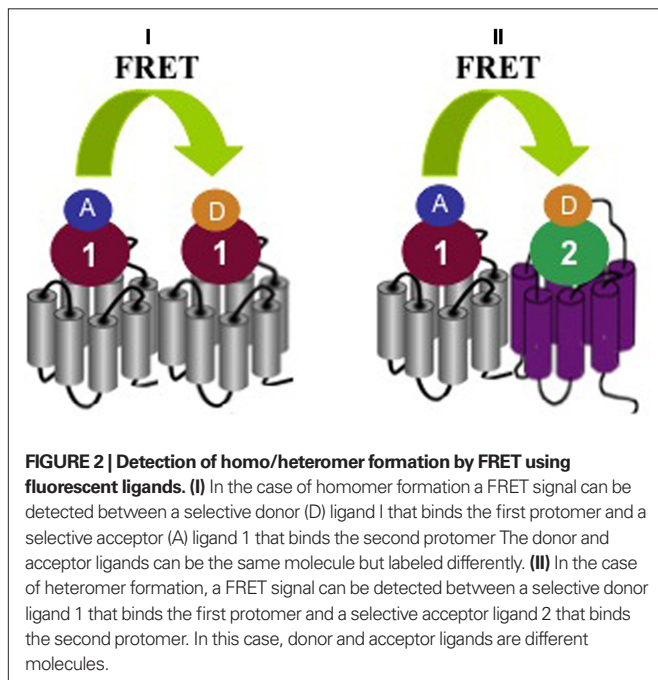 I II
FRET FRET
A D A D
1 1 1 2
FIGURE 2 | Detection of homo/heteromer formation by FRET using
fluorescent ligands. (I) In the case of homomer formation a FRET signal can be
detected between a selective donor (D) ligand I that binds the first protomer and a
selective acceptor (A) ligand 1 that binds the second protomer The donor and
acceptor ligands can be the same molecule but labeled differently. (II) In the case
of heteromer formation, a FRET signal can be detected between a selective donor
ligand 1 that binds the first protomer and a selective acceptor ligand 2 that binds
the second protomer. In this case, donor and acceptor ligands are different
molecules.